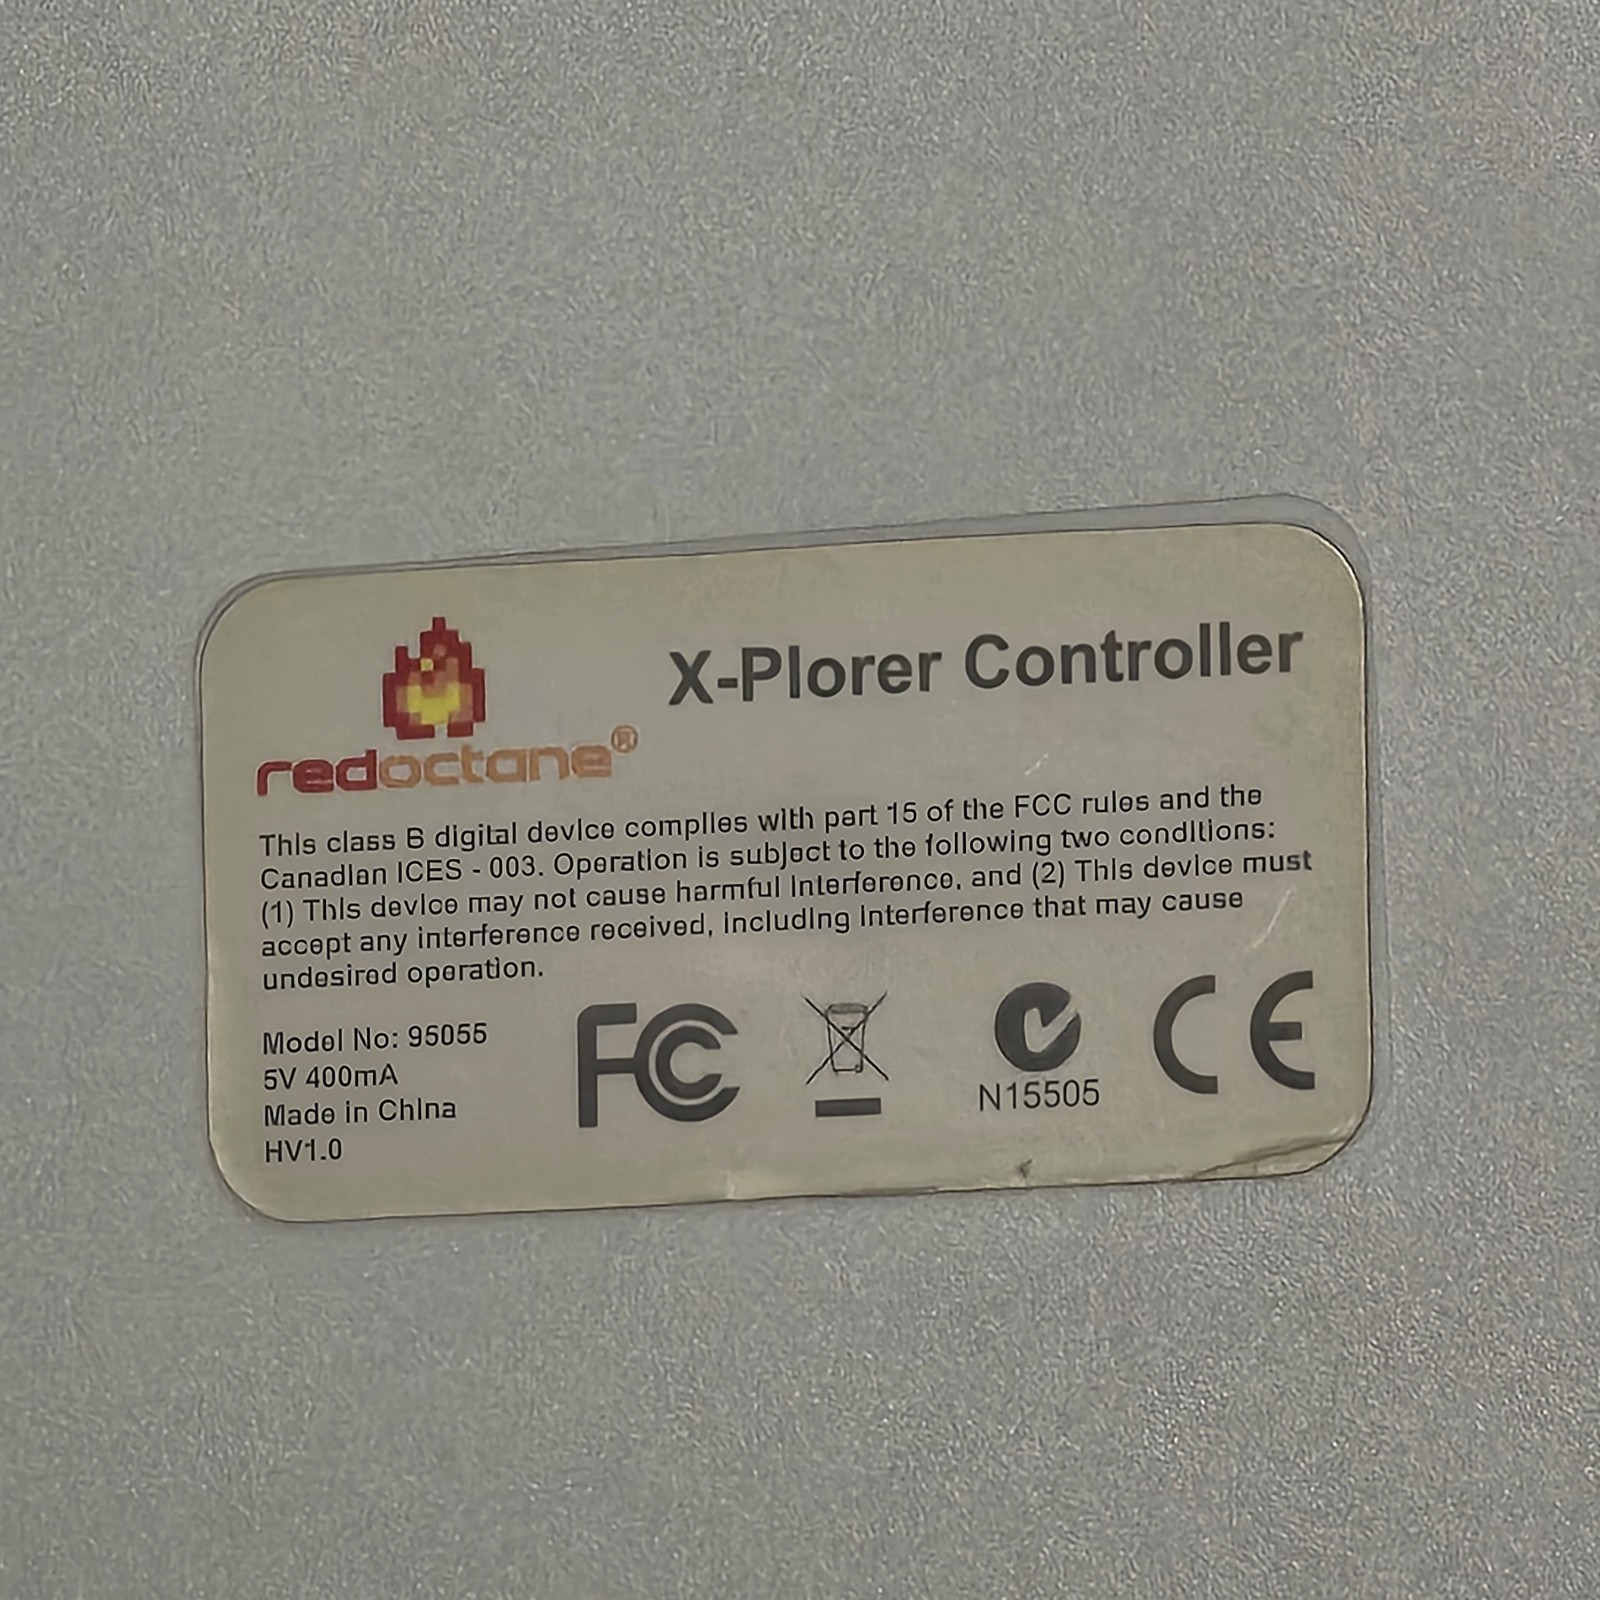 redoctane®
X-Plorer Controller
This class B digital device complies with part 15 of the FCC rules and the
Canadian ICES - 003. Operation is subject to the following two conditions:
(1) This device may not cause harmful interference, and (2) This device must
accept any interference received, including interference that may cause
undesired operation.
Model No: 95055
5V 400mA
Made in China
HV1.0
FC
N15505
CE